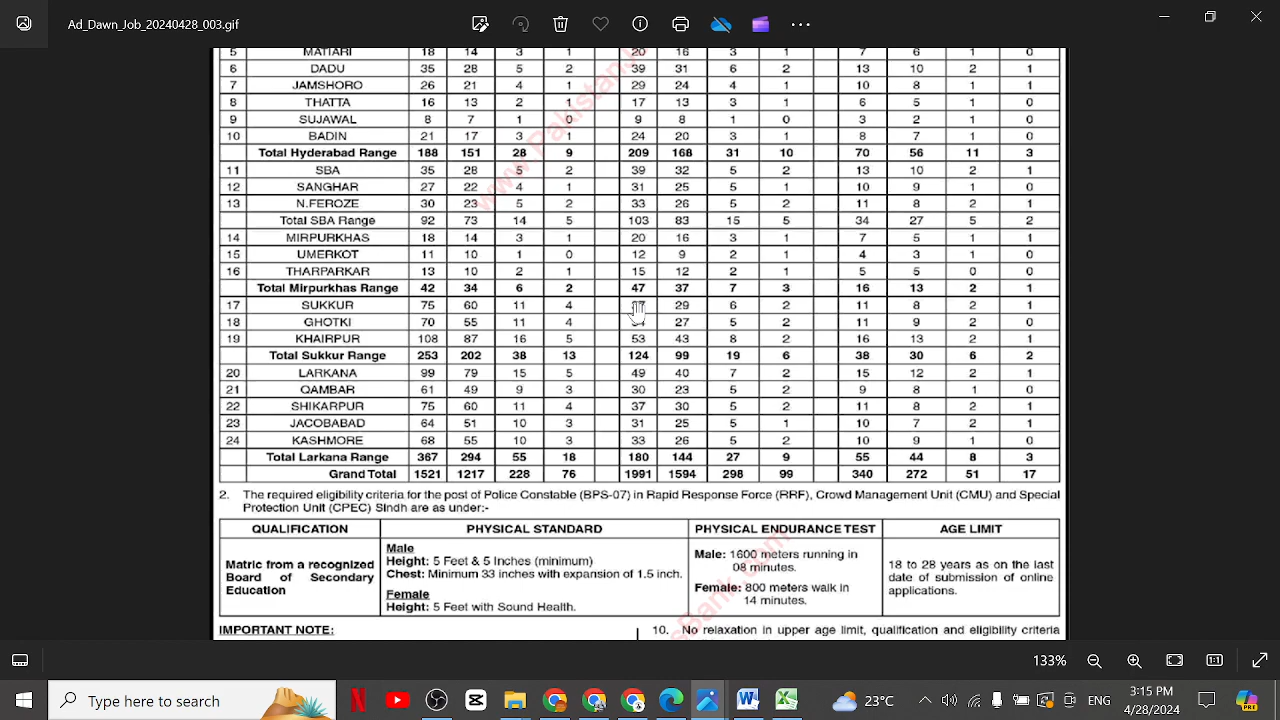 Ad_Dawn_Job_20240428_003.gif
5 MATIARI 18 14 3 1 20 16 3 1 7 6 1 0
6 DADU 35 28 5 2 39 31 6 2 13 10 2 1
7 JAMSHORO 26 21 4 1 29 24 4 1 10 8 1 1
8 THATTA 16 13 2 1 17 13 3 1 6 5 1 0
9 SUJAWAL 8 7 1 0 9 8 1 0 3 2 1 0
10 BADIN 21 17 3 1 24 20 3 1 8 7 1 0
Total Hyderabad Range 188 151 28 9 209 168 31 10 70 56 11 3
11 SBA 35 28 5 2 39 32 5 2 13 10 2 1
12 SANGHAR 27 22 4 1 31 25 5 1 10 9 1 0
13 N.FEROZE 30 23 5 2 33 26 5 2 11 8 2 1
Total SBA Range 92 73 14 5 103 83 15 5 34 27 5 2
14 MIRPURKHAS 18 14 3 1 20 16 3 1 7 5 1 1
15 UMERKOT 11 10 1 0 12 9 2 1 4 3 1 0
16 THARPARKAR 13 10 2 1 15 12 2 1 5 5 0 0
Total Mirpurkhas Range 42 34 6 2 47 37 7 3 16 13 2 1
17 SUKKUR 75 60 11 4 29 6 2 11 8 2 1
18 GHOTKI 70 55 11 4 27 5 2 11 9 2 0
19 KHAIRPUR 108 87 16 5 53 43 8 2 16 13 2 1
Total Sukkur Range 253 202 38 13 124 99 19 6 38 30 6 2
20 LARKANA 99 79 15 5 49 40 7 2 15 12 2 1
21 QAMBAR 61 49 9 3 30 23 5 2 9 8 1 0
22 SHIKARPUR 75 60 11 4 37 30 5 2 11 8 2 1
23 JACOBABAD 64 51 10 3 31 25 5 1 10 7 2 1
24 KASHMORE 68 55 10 3 33 26 5 2 10 9 1 0
Total Larkana Range 367 294 55 18 180 144 27 9 55 44 8 3
Grand Total 1521 1217 228 76 1991 1594 298 99 340 272 51 17
2. The required eligibility criteria for the post of Police Constable (BPS-07) in Rapid Response Force (RRF), Crowd Management Unit (CMU) and Special
Protection Unit (CPEC) Sindh are as under:-
QUALIFICATION PHYSICAL STANDARD PHYSICAL ENDURANCE TEST AGE LIMIT
Matric from a recognized
Board of Secondary
Education
Male
Height: 5 Feet & 5 Inches (minimum)
Chest: Minimum 33 inches with expansion of 1.5 inch.
Female
Height: 5 Feet with Sound Health.
Male: 1600 meters running in
08 minutes.
Female: 800 meters walk in
14 minutes.
18 to 28 years as on the last
date of submission of online
applications.
IMPORTANT NOTE:
10. No relaxation in upper age limit, qualification and eligibility criteria
133%
1:1
Type here to search
23°C
3:15 PM
4/28/2024